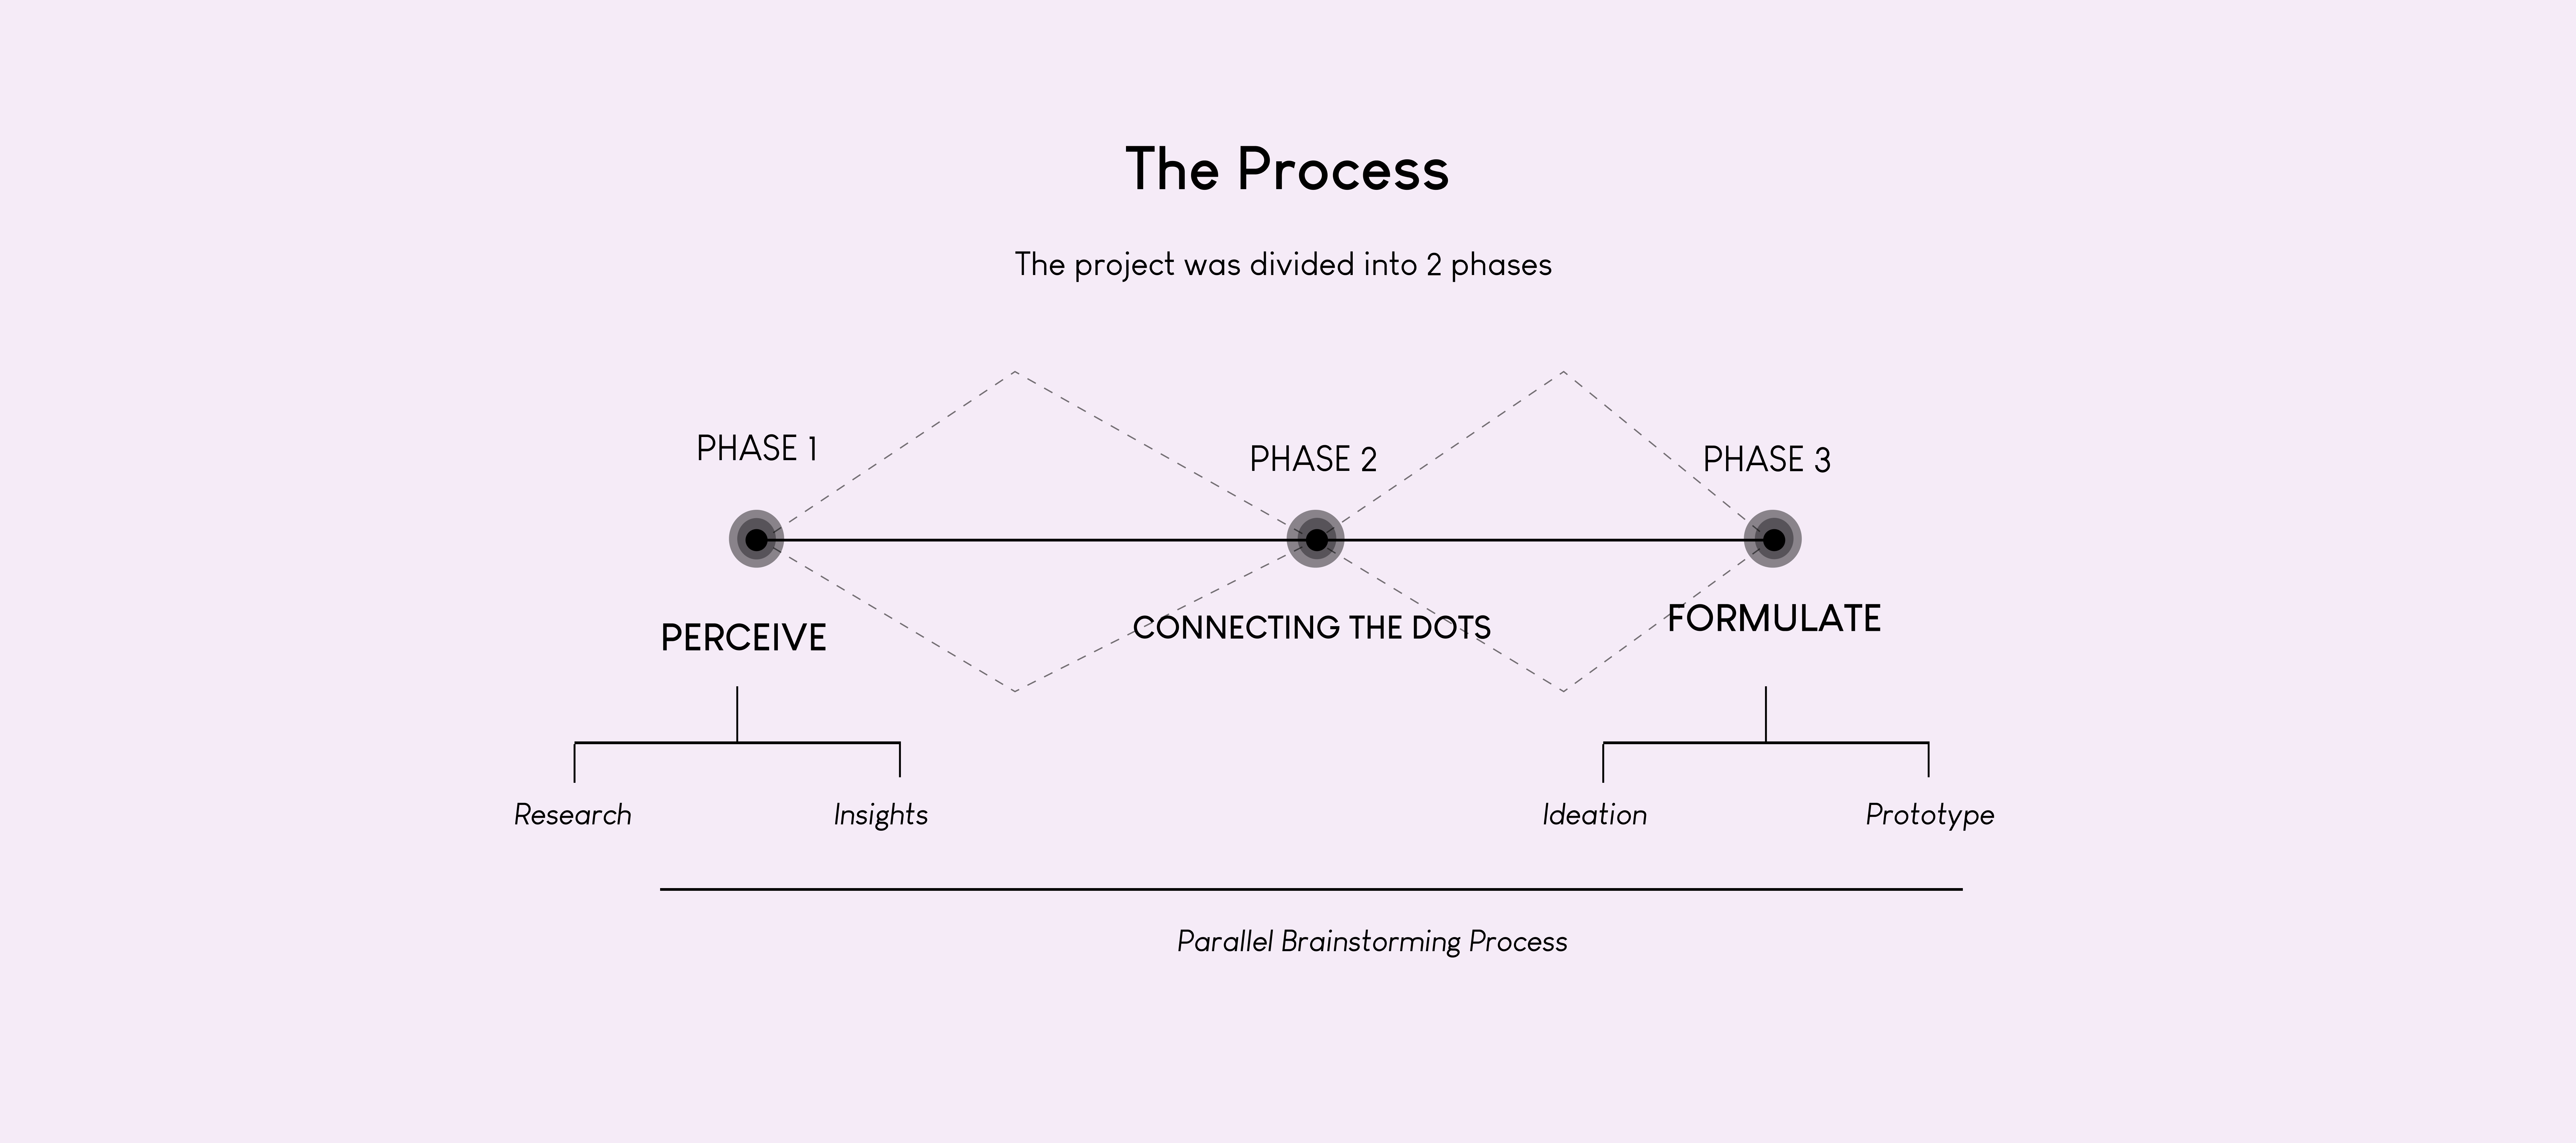 The Process
The project was divided into 2 phases
PHASE 1
PHASE 2
PHASE 3
PERCEIVE
CONNECTING THE DOTS
FORMULATE
Research
Insights
Ideation
Prototype
Parallel Brainstorming Process